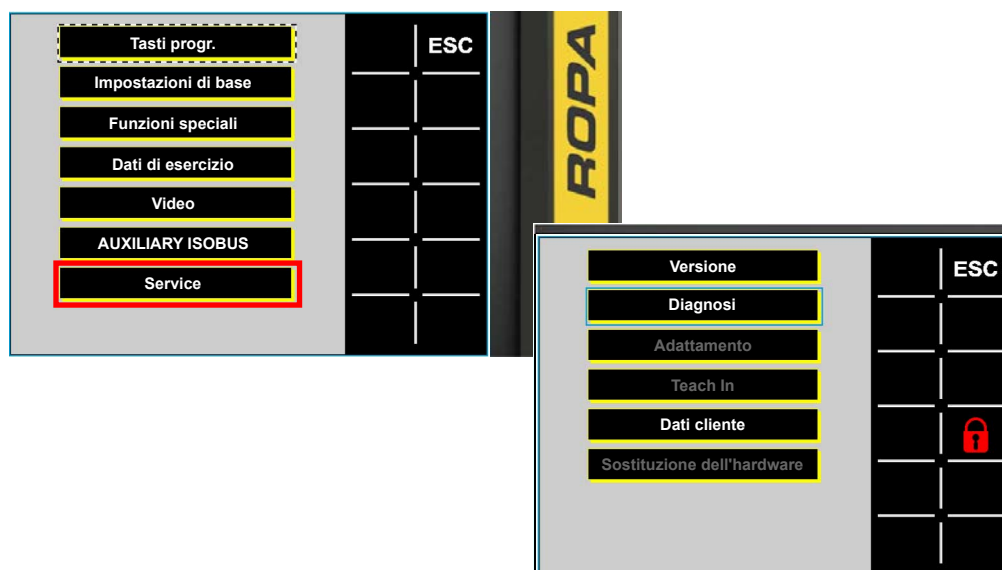 Tasti progr.
ESC
Impostazioni di base
Funzioni speciali
Dati di esercizio
Video
AUXILIARY ISOBUS
Service
ROPA
Versione
ESC
Diagnosi
Adattamento
Teach In
Dati cliente
Sostituzione dell'hardware